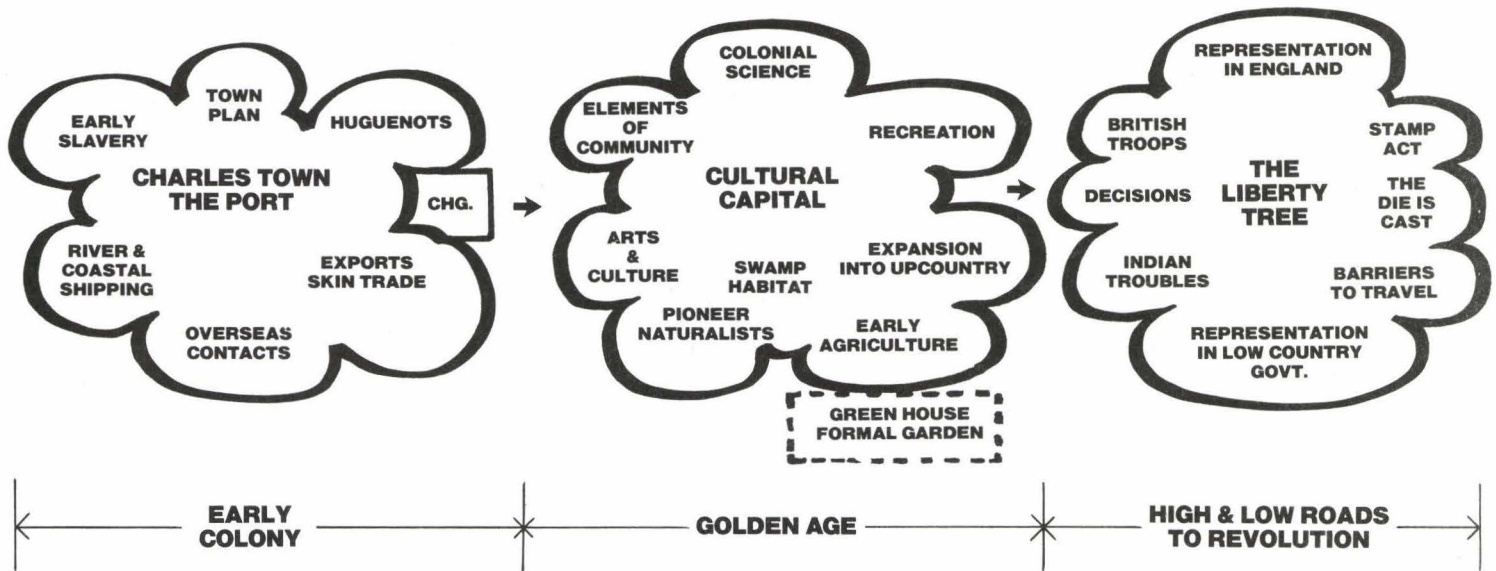 TOWN
PLAN
EARLY
SLAVERY
HUGUENOTS
CHARLES TOWN
THE PORT
CHG.
RIVER &
COASTAL
SHIPPING
EXPORTS
SKIN TRADE
OVERSEAS
CONTACTS
COLONIAL
SCIENCE
ELEMENTS
OF
COMMUNITY
RECREATION
CULTURAL
CAPITAL
ARTS
&
CULTURE
SWAMP
HABITAT
EXPANSION
INTO UPCOUNTRY
PIONEER
NATURALISTS
EARLY
AGRICULTURE
GREEN HOUSE
FORMAL GARDEN
REPRESENTATION
IN ENGLAND
BRITISH
TROOPS
STAMP
ACT
THE
LIBERTY
TREE
DECISIONS
THE
DIE IS
CAST
INDIAN
TROUBLES
BARRIERS
TO TRAVEL
REPRESENTATION
IN LOW COUNTRY
GOVT.
EARLY
COLONY
GOLDEN AGE
HIGH & LOW ROADS
TO REVOLUTION